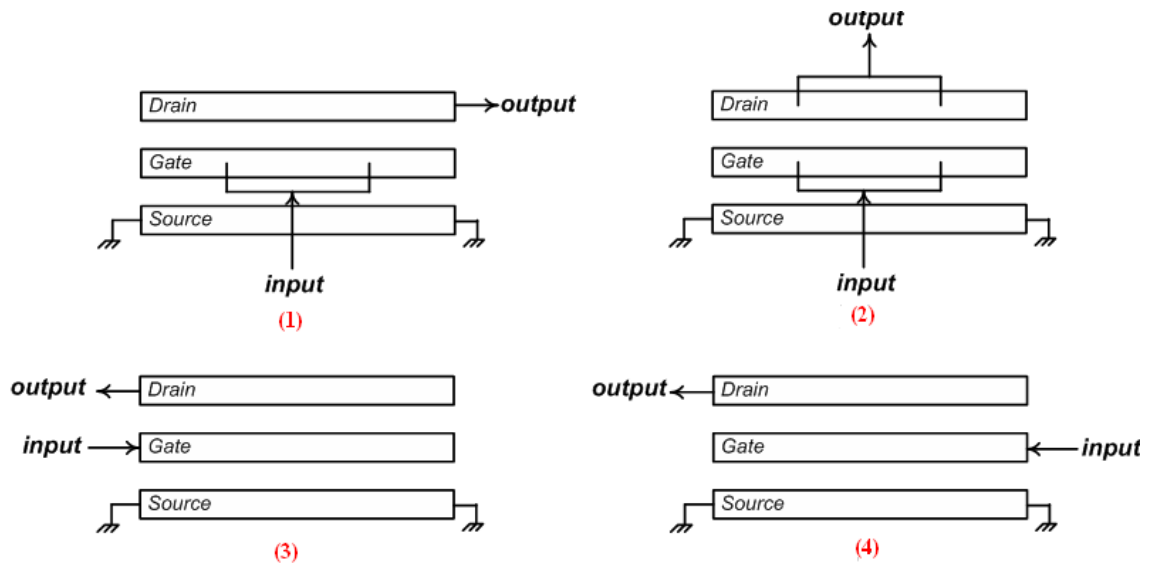 output
Drain
output
Gate
Source
input
(1)
Drain
Gate
Source
input
(2)
output
Drain
input
Gate
Source
(3)
output
Drain
Gate
input
Source
(4)